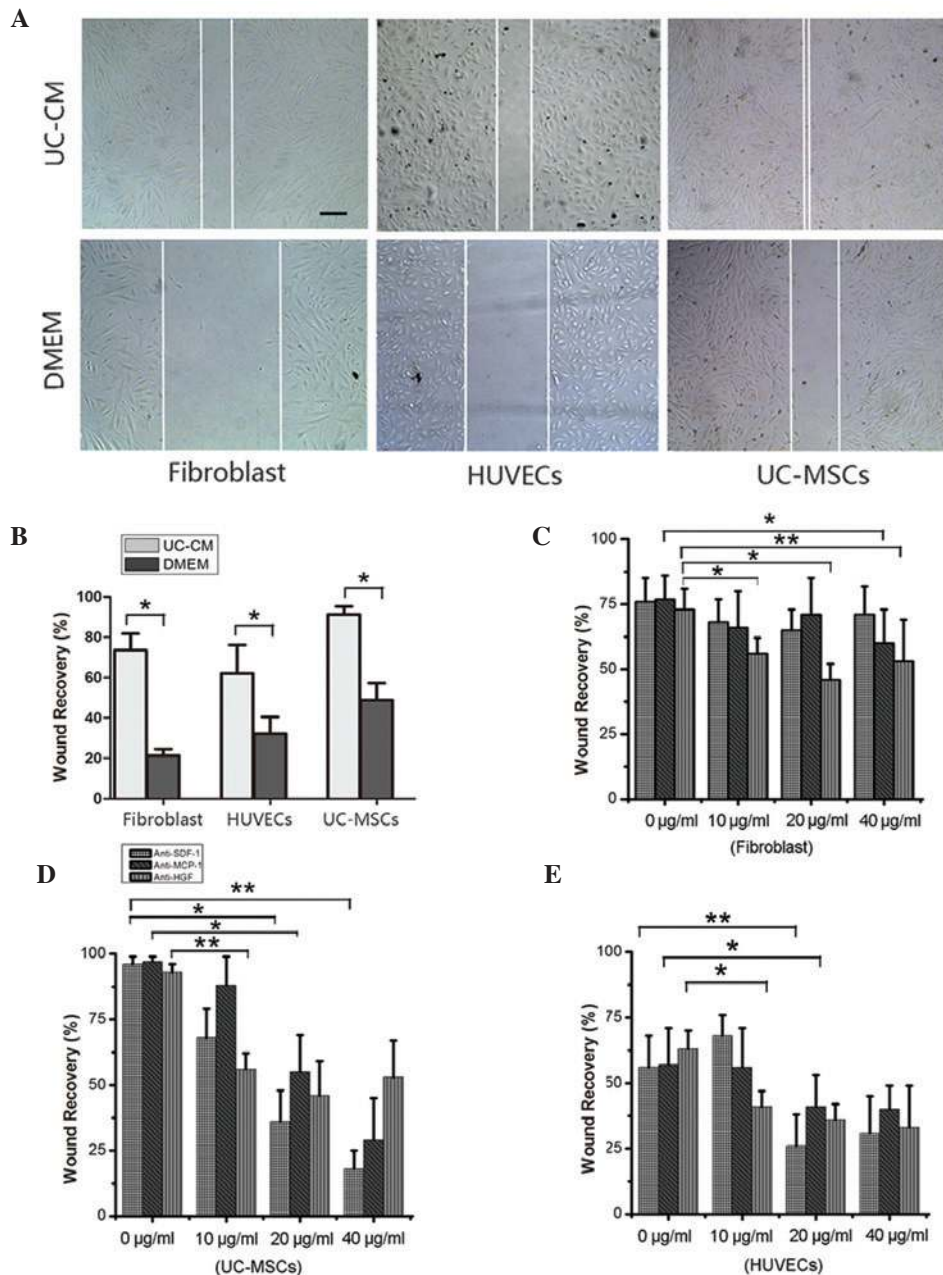 A
UC-CM
DMEM
Fibroblast
HUVECs
UC-MSCs
B
UC-CM
DMEM
*
*
*
Wound Recovery (%)
100
80
60
40
20
0
Fibroblast
HUVECs
UC-MSCs
C
*
**
*
*
Wound Recovery (%)
100
75
50
25
0
0 µg/ml
10 µg/ml
20 µg/ml
40 µg/ml
(Fibroblast)
D
Anti-SDF-1
Anti-MCP-1
Anti-HGF
**
*
*
**
Wound Recovery (%)
100
75
50
25
0
0 µg/ml
10 µg/ml
20 µg/ml
40 µg/ml
(UC-MSCs)
E
**
*
*
Wound Recovery (%)
100
75
50
25
0
0 µg/ml
10 µg/ml
20 µg/ml
40 µg/ml
(HUVECs)